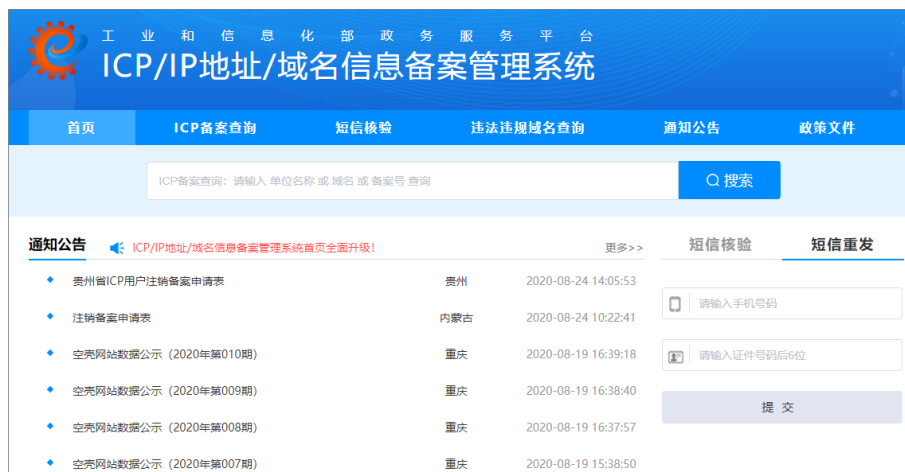 工业和信息化部政务服务平台
ICP/IP地址/域名信息备案管理系统
首页 ICP备案查询 短信核验 违法违规域名查询 通知公告 政策文件
ICP备案查询：请输入 单位名称 或 域名 或 备案号 查询 搜索
通知公告 ICP/IP地址/域名信息备案管理系统首页全面升级！ 更多>> 短信核验 短信重发
贵州省ICP用户注销备案申请表 贵州 2020-08-24 14:05:53
请输入手机号码
注销备案申请表 内蒙古 2020-08-24 10:22:41
空壳网站数据公示（2020年第010期） 重庆 2020-08-19 16:39:18
请输入证件号码后6位
空壳网站数据公示（2020年第009期） 重庆 2020-08-19 16:38:40
提 交
空壳网站数据公示（2020年第008期） 重庆 2020-08-19 16:37:57
空壳网站数据公示（2020年第007期） 重庆 2020-08-19 15:38:50